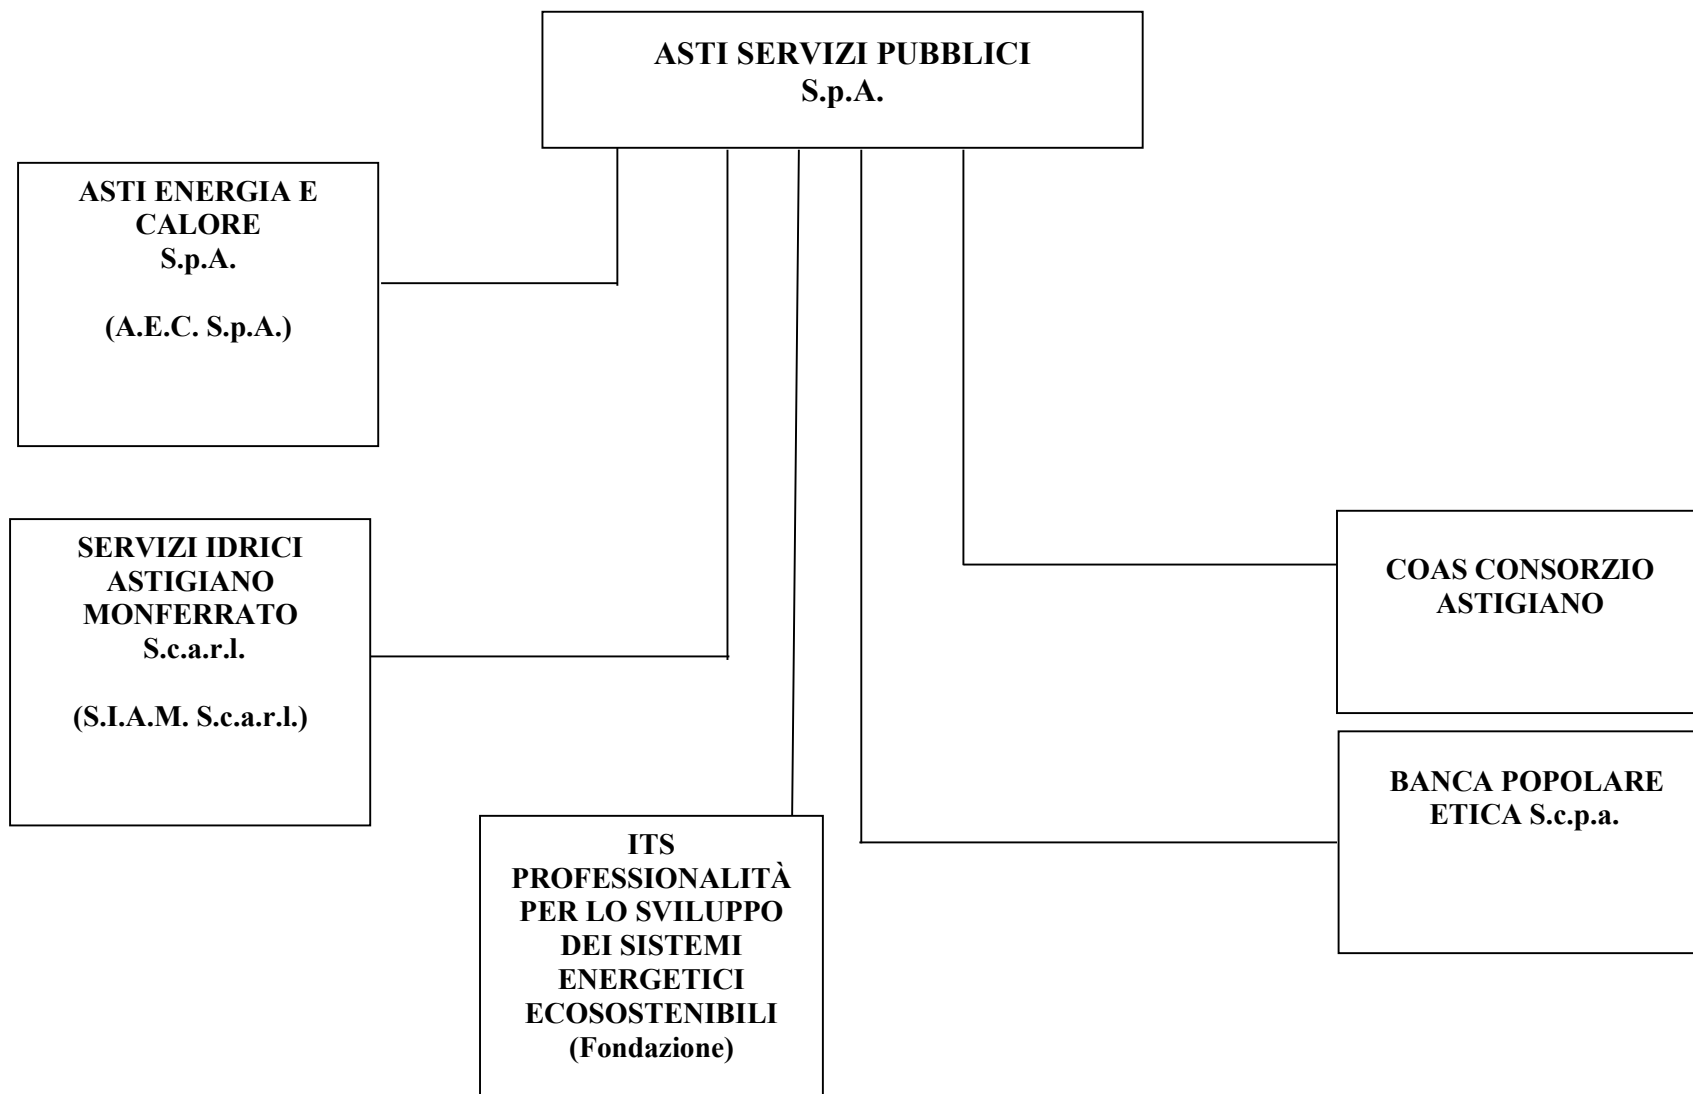 ASTI SERVIZI PUBBLICI
S.p.A.
ASTI ENERGIA E
CALORE
S.p.A.
(A.E.C. S.p.A.)
SERVIZI IDRICI
ASTIGIANO
MONFERRATO
S.c.a.r.l.
(S.I.A.M. S.c.a.r.l.)
ITS
PROFESSIONALITÀ
PER LO SVILUPPO
DEI SISTEMI
ENERGETICI
ECOSOSTENIBILI
(Fondazione)
COAS CONSORZIO
ASTIGIANO
BANCA POPOLARE
ETICA S.c.p.a.